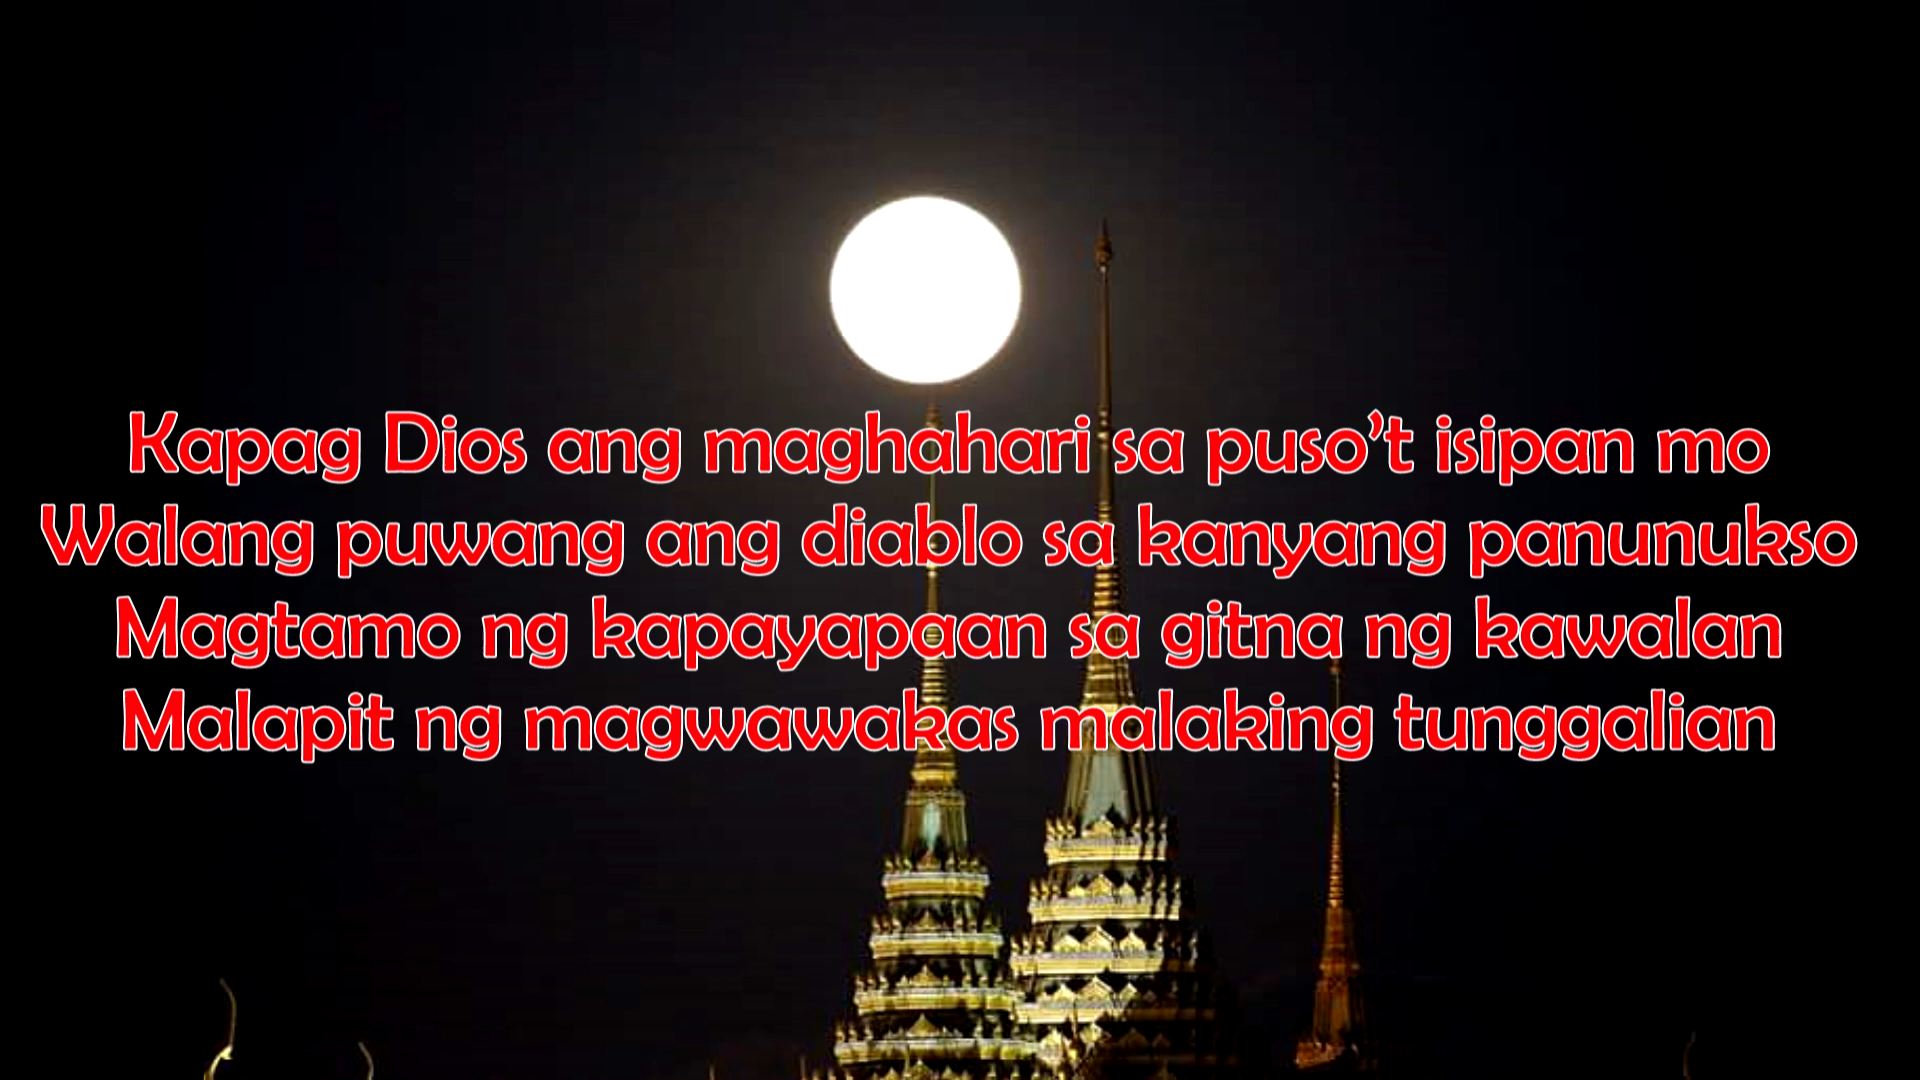 Kapag Dios ang maghahari sa puso’t isipan mo
Walang puwang ang diablo sa kanyang panunukso
Magtamo ng kapayapaan sa gitna ng kawalan
Malapit ng magwawakas malaking tunggalian